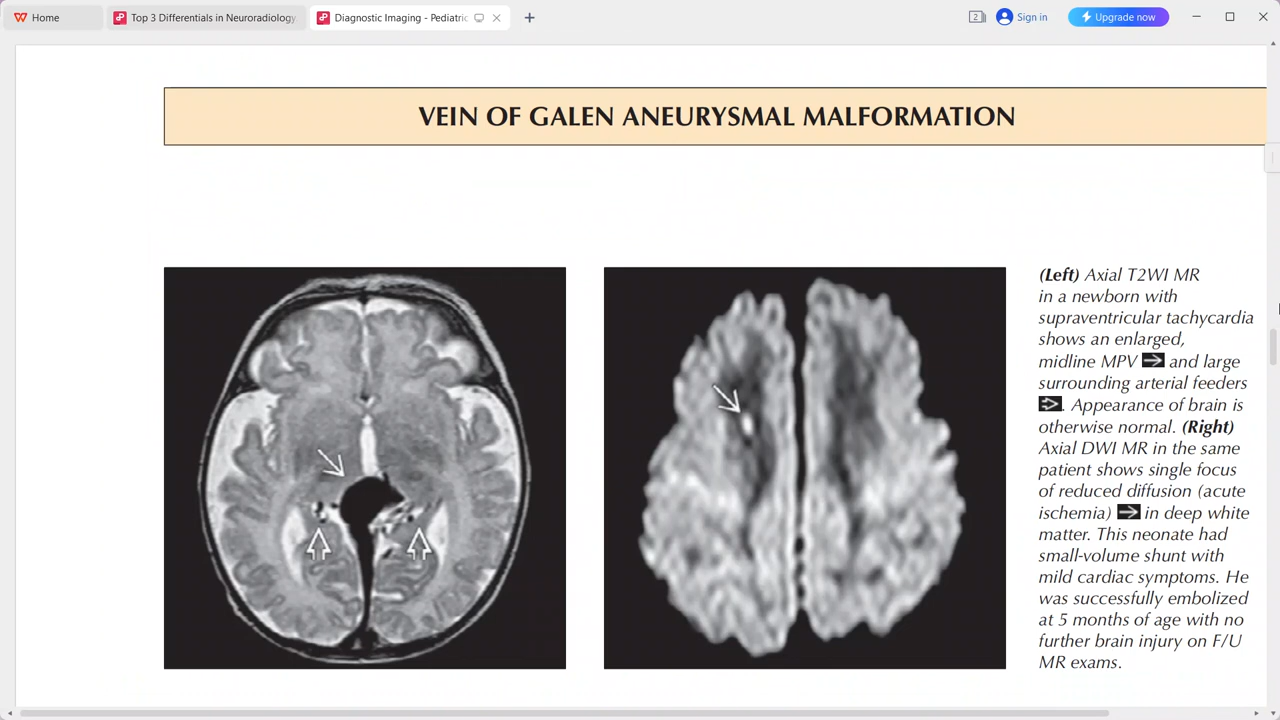 Home
Top 3 Differentials in Neuroradiology
Diagnostic Imaging - Pediatric
2
Sign in
Upgrade now
VEIN OF GALEN ANEURYSMAL MALFORMATION
(Left) Axial T2WI MR
in a newborn with
supraventricular tachycardia
shows an enlarged,
midline MPV and large
surrounding arterial feeders
. Appearance of brain is
otherwise normal. (Right)
Axial DWI MR in the same
patient shows single focus
of reduced diffusion (acute
ischemia) in deep white
matter. This neonate had
small-volume shunt with
mild cardiac symptoms. He
was successfully embolized
at 5 months of age with no
further brain injury on F/U
MR exams.